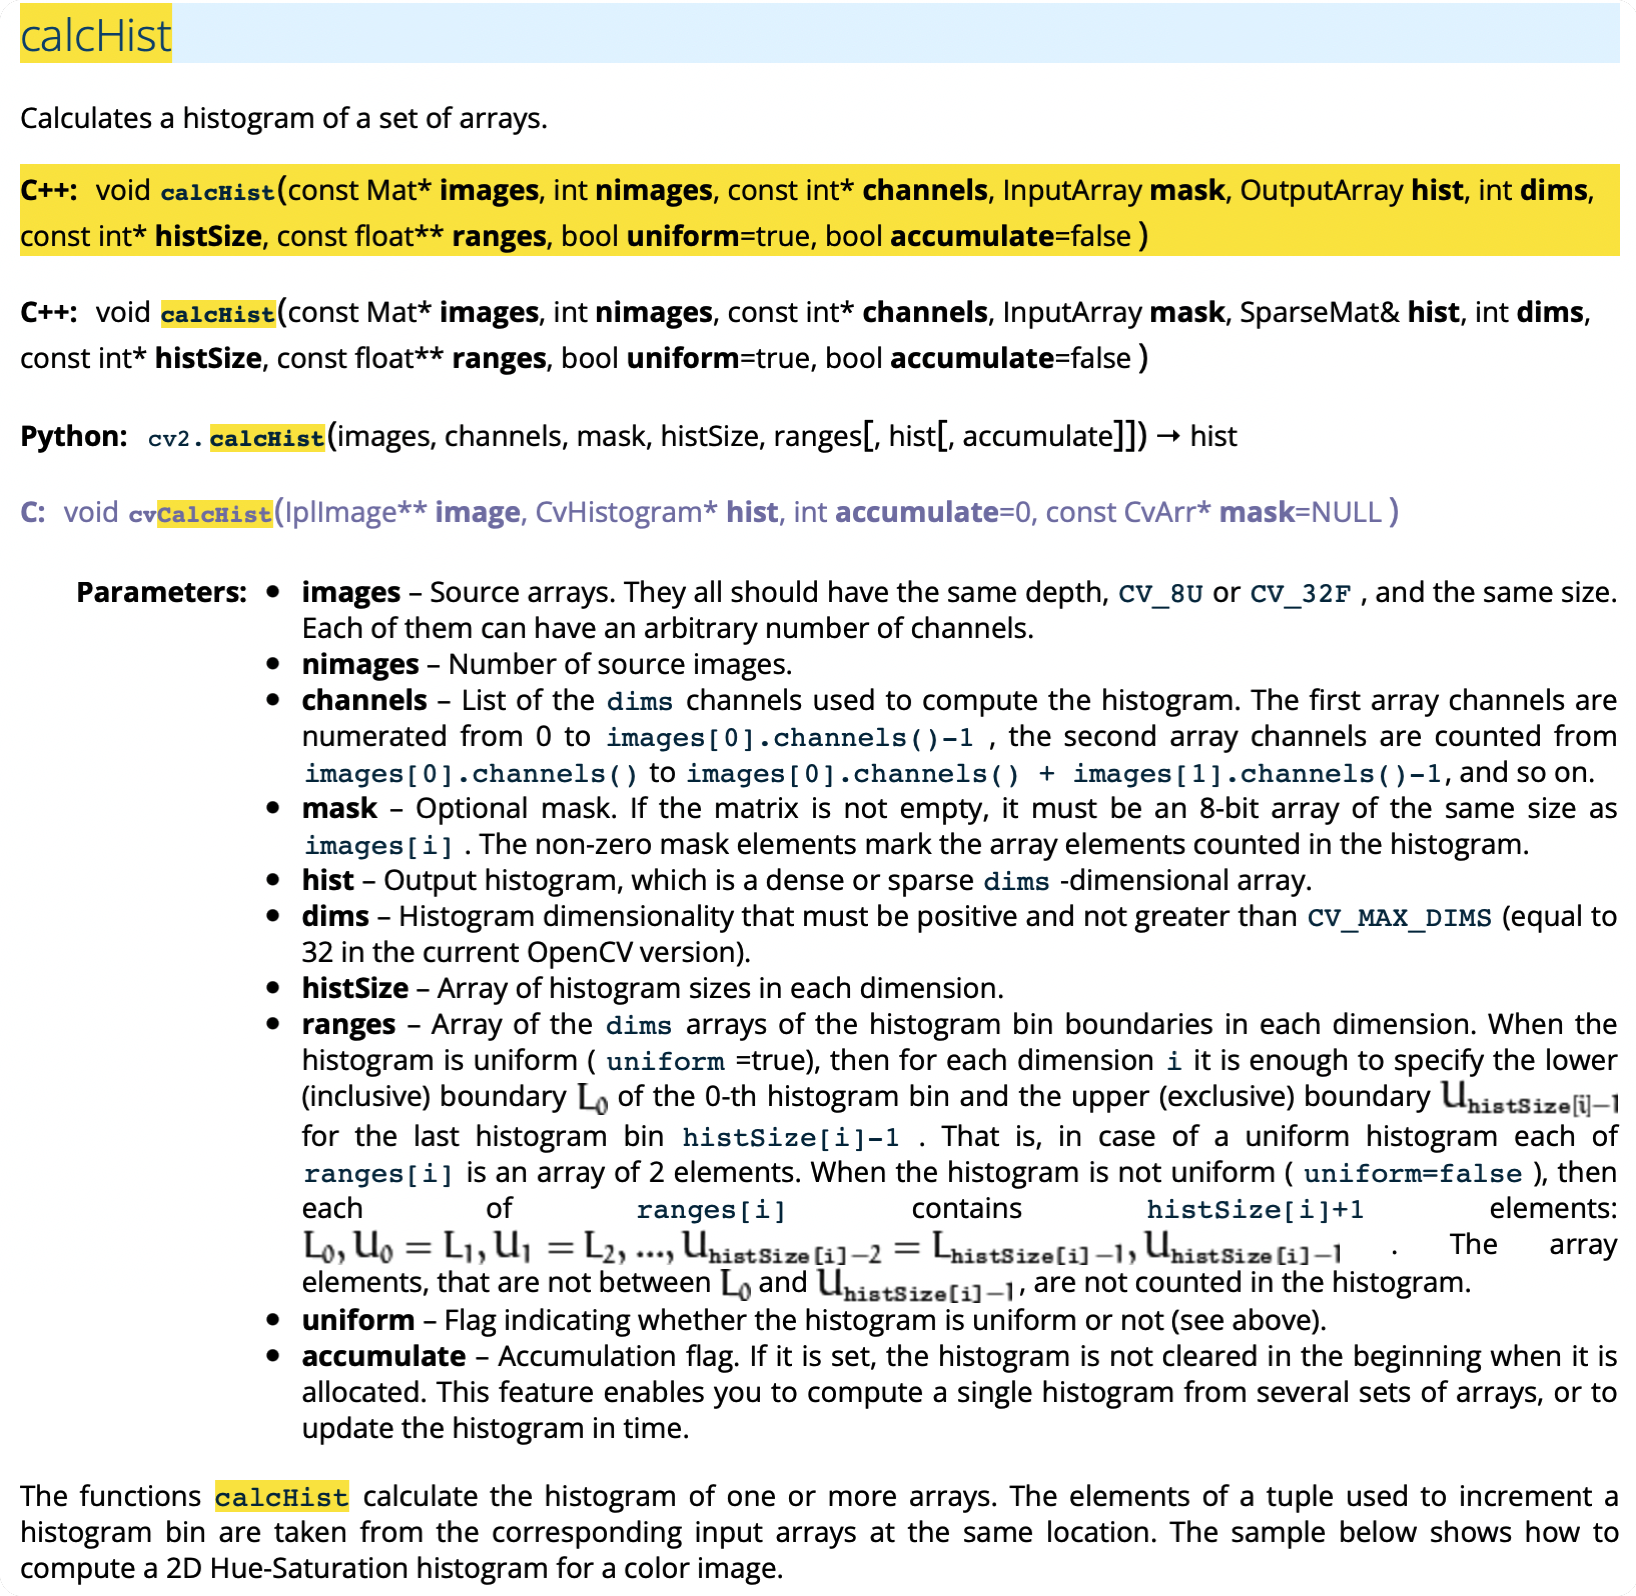 calcHist
Calculates a histogram of a set of arrays.
C++: void calcHist(const Mat* images, int nimages, const int* channels, InputArray mask, OutputArray hist, int dims,
const int* histSize, const float** ranges, bool uniform=true, bool accumulate=false )
C++: void calcHist(const Mat* images, int nimages, const int* channels, InputArray mask, SparseMat& hist, int dims,
const int* histSize, const float** ranges, bool uniform=true, bool accumulate=false )
Python: cv2.calcHist(images, channels, mask, histSize, ranges[, hist[, accumulate]]) → hist
C: void cvCalcHist(IplImage** image, CvHistogram* hist, int accumulate=0, const CvArr* mask=NULL )
Parameters: • images – Source arrays. They all should have the same depth, CV_8U or CV_32F , and the same size.
Each of them can have an arbitrary number of channels.
• nimages – Number of source images.
• channels – List of the dims channels used to compute the histogram. The first array channels are
numerated from 0 to images[0].channels()-1 , the second array channels are counted from
images[0].channels() to images[0].channels() + images[1].channels()-1, and so on.
• mask – Optional mask. If the matrix is not empty, it must be an 8-bit array of the same size as
images[i] . The non-zero mask elements mark the array elements counted in the histogram.
• hist – Output histogram, which is a dense or sparse dims -dimensional array.
• dims – Histogram dimensionality that must be positive and not greater than CV_MAX_DIMS (equal to
32 in the current OpenCV version).
• histSize – Array of histogram sizes in each dimension.
• ranges – Array of the dims arrays of the histogram bin boundaries in each dimension. When the
histogram is uniform ( uniform =true), then for each dimension i it is enough to specify the lower
(inclusive) boundary L₀ of the 0-th histogram bin and the upper (exclusive) boundary U_histSize[i]−1
for the last histogram bin histSize[i]-1 . That is, in case of a uniform histogram each of
ranges[i] is an array of 2 elements. When the histogram is not uniform ( uniform=false ), then
each of ranges[i] contains histSize[i]+1 elements:
L₀, U₀ = L₁, U₁ = L₂, ..., U_histSize[i]−2 = L_histSize[i]−1, U_histSize[i]−1 . The array
elements, that are not between L₀ and U_histSize[i]−1, are not counted in the histogram.
• uniform – Flag indicating whether the histogram is uniform or not (see above).
• accumulate – Accumulation flag. If it is set, the histogram is not cleared in the beginning when it is
allocated. This feature enables you to compute a single histogram from several sets of arrays, or to
update the histogram in time.
The functions calcHist calculate the histogram of one or more arrays. The elements of a tuple used to increment a
histogram bin are taken from the corresponding input arrays at the same location. The sample below shows how to
compute a 2D Hue-Saturation histogram for a color image.